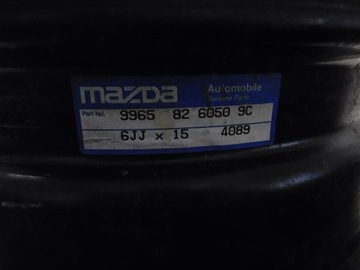 mazda Automobile
Genuine Parts
Part No. 9965 82 6050 9C
6JJ x 15 4089